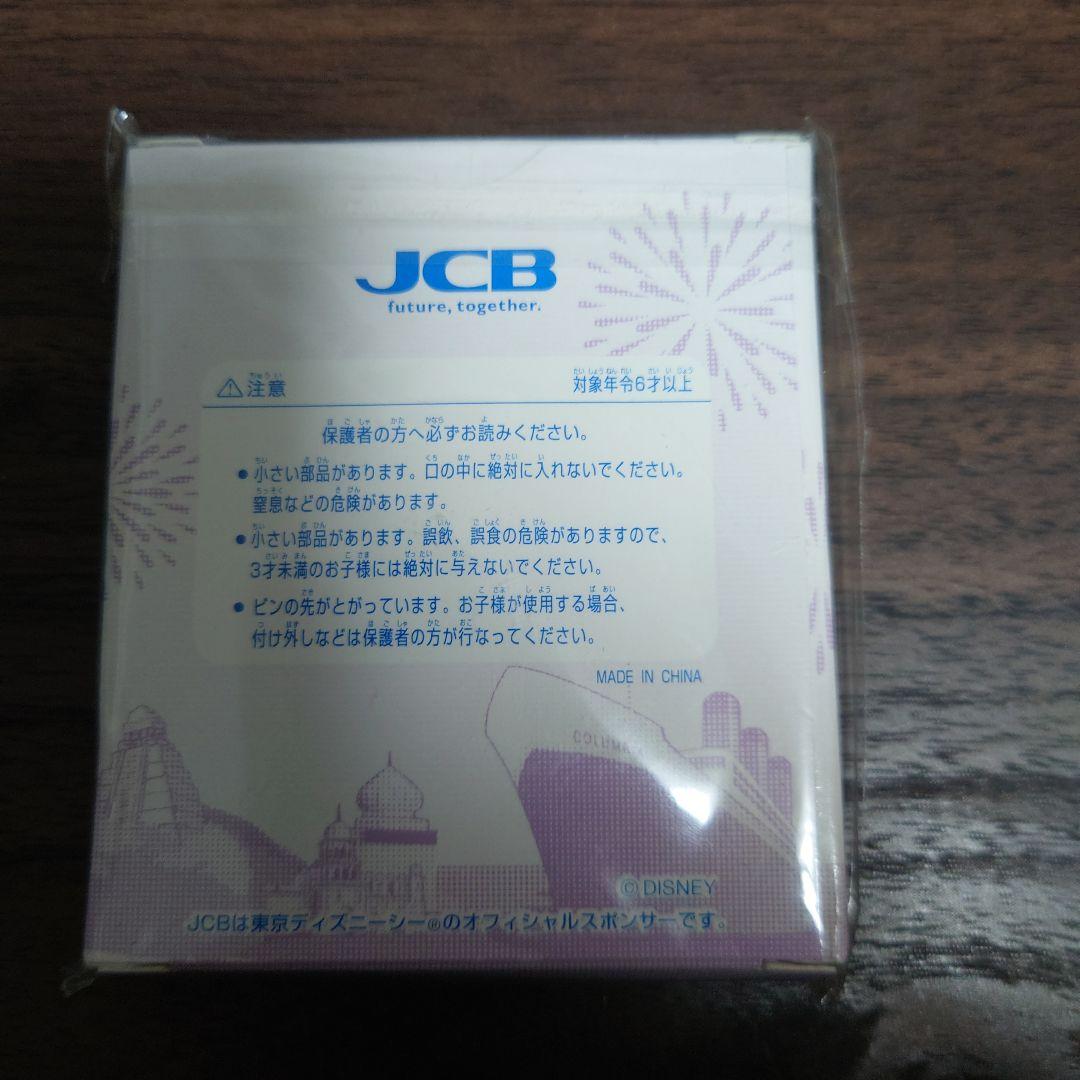 JCB
future, together.
⚠注意 対象年令6才以上
保護者の方へ必ずお読みください。
●小さい部品があります。口の中に絶対に入れないでください。
窒息などの危険があります。
●小さい部品があります。誤飲、誤食の危険がありますので、
3才未満のお子様には絶対に与えないでください。
●ピンの先がとがっています。お子様が使用する場合、
付け外しなどは保護者の方が行なってください。
MADE IN CHINA
©DISNEY
JCBは東京ディズニーシー®のオフィシャルスポンサーです。